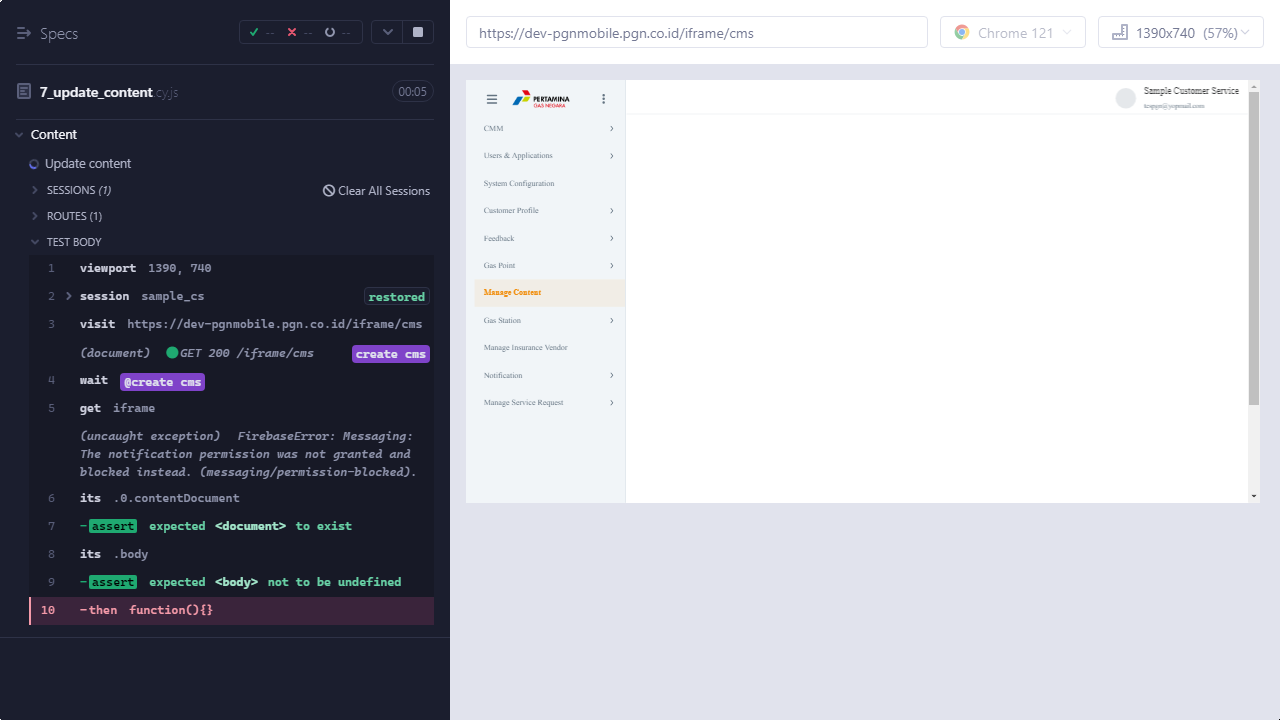 Specs
--
--
--
7_update_content.cy.js
00:05
Content
Update content
SESSIONS (1)
Clear All Sessions
ROUTES (1)
TEST BODY
1 viewport 1390, 740
2 session sample_cs restored
3 visit https://dev-pgnmobile.pgn.co.id/iframe/cms
(document) GET 200 /iframe/cms create cms
4 wait @create cms
5 get iframe
(uncaught exception) FirebaseError: Messaging:
The notification permission was not granted and
blocked instead. (messaging/permission-blocked).
6 its .0.contentDocument
7 -assert expected <document> to exist
8 its .body
9 -assert expected <body> not to be undefined
10 -then function(){}
https://dev-pgnmobile.pgn.co.id/iframe/cms
Chrome 121
1390x740 (57%)
PERTAMINA
GAS NEGARA
CMM
Users & Applications
System Configuration
Customer Profile
Feedback
Gas Point
Manage Content
Gas Station
Manage Insurance Vendor
Notification
Manage Service Request
Sample Customer Service